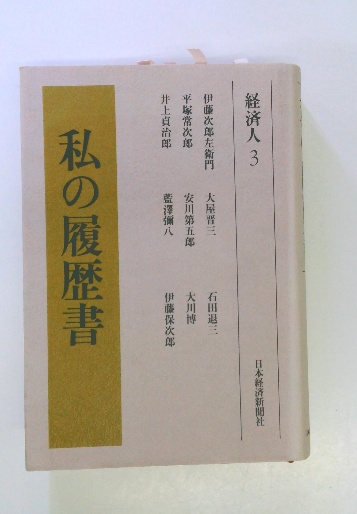 経済人 3
日本経済新聞社
伊藤次郎左衛門 大屋晋三 石田退三
平塚常次郎 安川第五郎 大川博
井上貞治郎 藍澤彌八 伊藤保次郎
私の履歴書